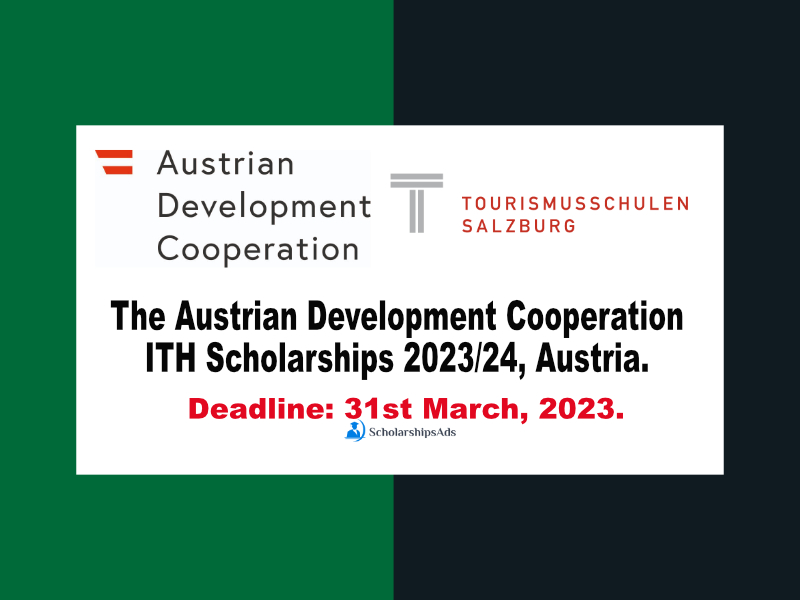 Austrian
Development
Cooperation
TOURISMUSSCHULEN
SALZBURG
The Austrian Development Cooperation
ITH Scholarships 2023/24, Austria.
Deadline: 31st March, 2023.
ScholarshipsAds